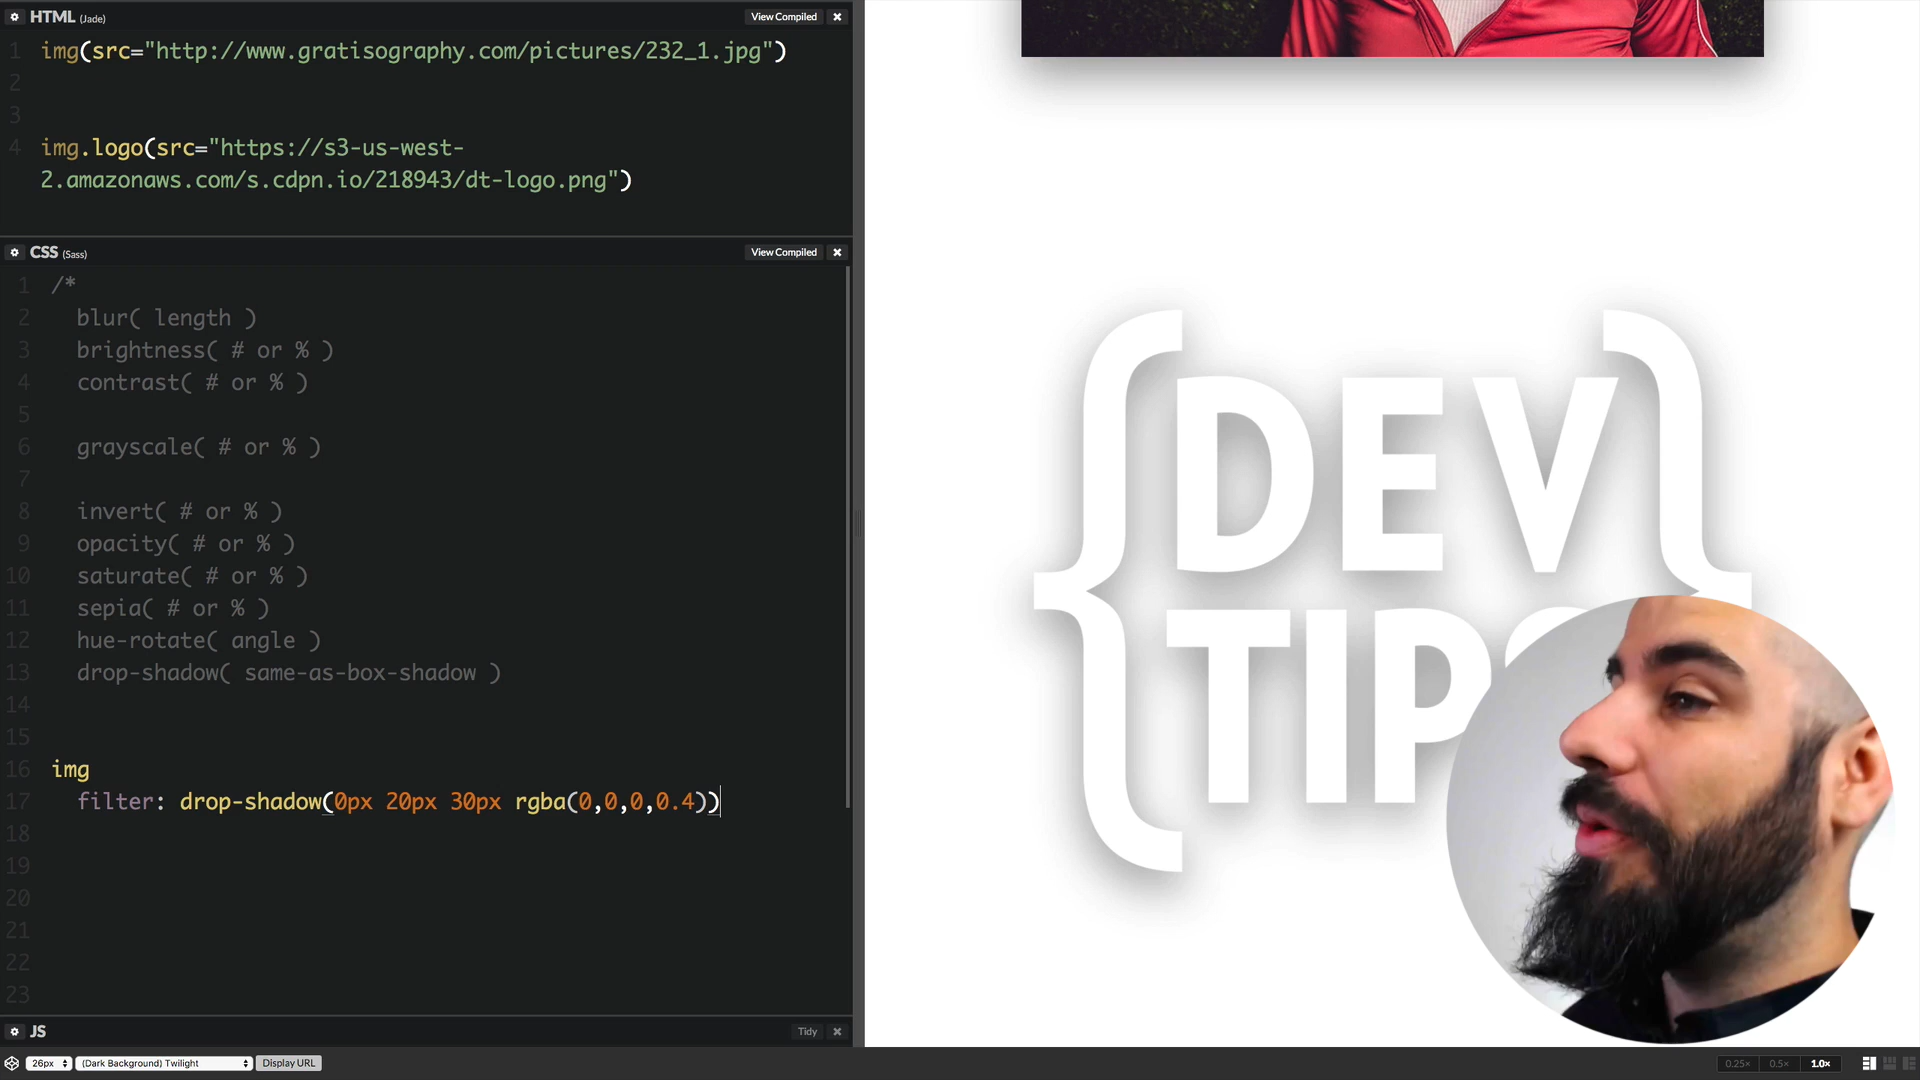 HTML (Jade)
View Compiled
1 img(src="http://www.gratisography.com/pictures/232_1.jpg")
2
3
4 img.logo(src="https://s3-us-west-
2.amazonaws.com/s.cdpn.io/218943/dt-logo.png")
CSS (Sass)
View Compiled
1 /*
2 blur( length )
3 brightness( # or % )
4 contrast( # or % )
5
6 grayscale( # or % )
7
8 invert( # or % )
9 opacity( # or % )
10 saturate( # or % )
11 sepia( # or % )
12 hue-rotate( angle )
13 drop-shadow( same-as-box-shadow )
14
15
16 img
17 filter: drop-shadow(0px 20px 30px rgba(0,0,0,0.4))
18
19
20
21
22
23
JS
Tidy
26px
(Dark Background) Twilight
Display URL
{DEV}
TIP
0.25×
0.5×
1.0×